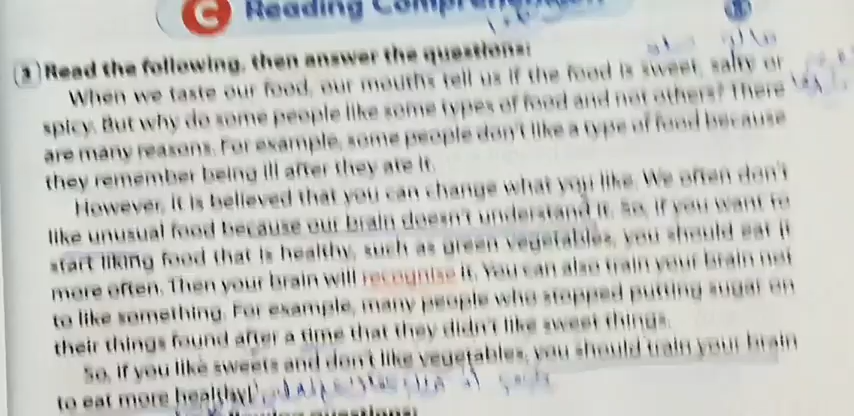 C Reading Comprehension
1 Read the following, then answer the questions:
When we taste our food, our mouths tell us if the food is sweet, salty or
spicy. But why do some people like some types of food and not others? There
are many reasons. For example, some people don't like a type of food because
they remember being ill after they ate it.
However, it is believed that you can change what you like. We often don't
like unusual food because our brain doesn't understand it. So, if you want to
start liking food that is healthy, such as green vegetables, you should eat it
more often. Then your brain will recognise it. You can also train your brain not
to like something. For example, many people who stopped putting sugar on
their things found after a time that they didn't like sweet things.
So, if you like sweets and don't like vegetables, you should train your brain
to eat more healthy!
following questions: